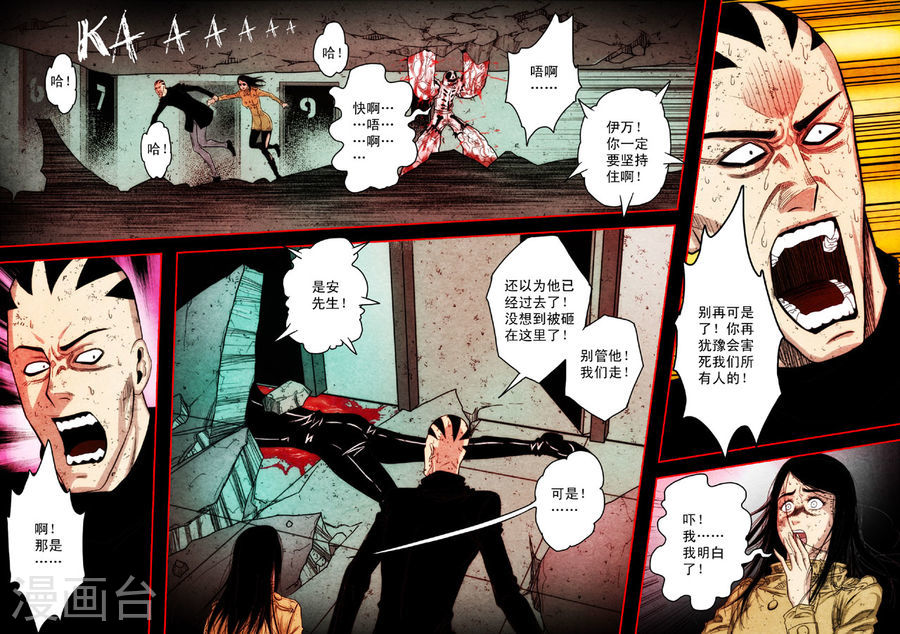 KA A A A A A
6
7
9
哈！
哈！
哈！
快啊……
……唔
……啊……
……
唔！
……
伊万！
你一定
要坚持
住啊！
啊！
那是
……
是安
先生！
还以为他已
经过去了！
没想到被砸
在这里了！
别管他！
我们走！
可是！
……
别再可是
了！你再
犹豫会害
死我们所
有人的！
吓！
我……
我明白
了！
漫画台